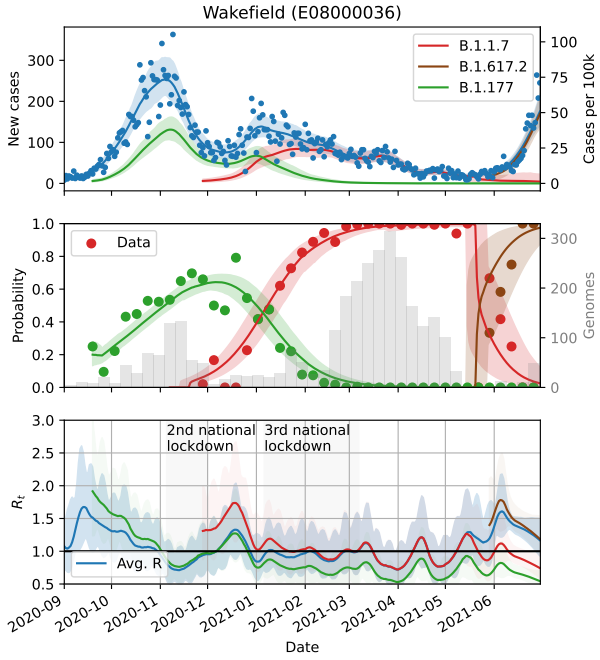 Wakefield (E08000036)
New cases
300
200
100
0
B.1.1.7
B.1.617.2
B.1.177
100
75
50
25
0
Cases per 100k
Probability
1.0
0.8
0.6
0.4
0.2
0.0
Data
300
200
100
0
Genomes
R_t
3.0
2.5
2.0
1.5
1.0
0.5
2nd national
lockdown
3rd national
lockdown
Avg. R
2020-09
2020-10
2020-11
2020-12
2021-01
2021-02
2021-03
2021-04
2021-05
2021-06
Date